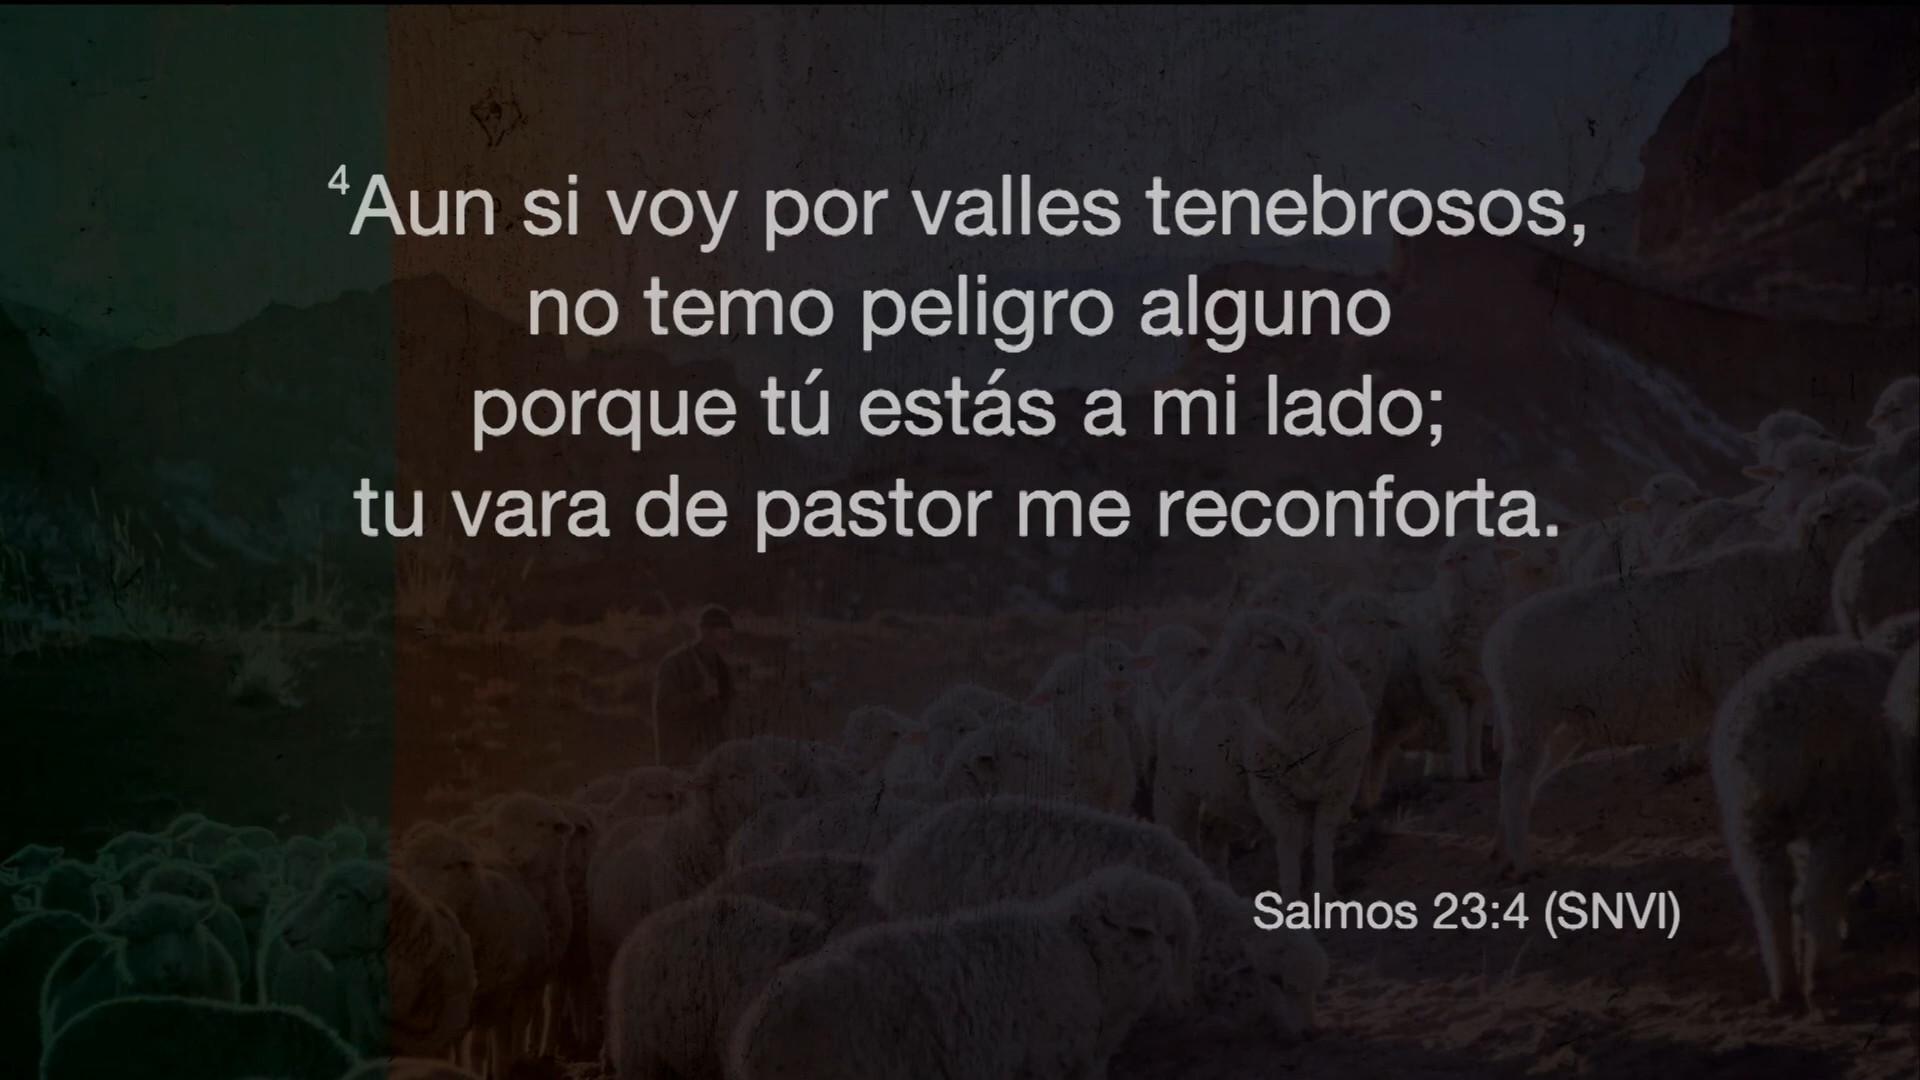 ⁴Aun si voy por valles tenebrosos,
no temo peligro alguno
porque tú estás a mi lado;
tu vara de pastor me reconforta.
Salmos 23:4 (SNVI)